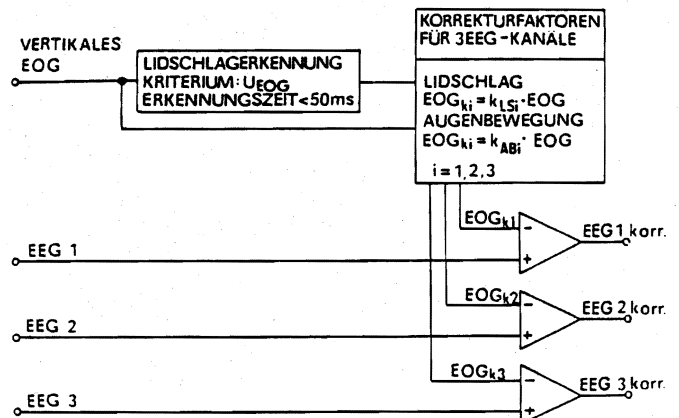 KORREKTURFAKTOREN
FÜR 3EEG-KANÄLE
VERTIKALES
EOG
LIDSCHLAGERKENNUNG
KRITERIUM: U_EOG
ERKENNUNGSZEIT<50ms
LIDSCHLAG
EOG_ki = k_LSi · EOG
AUGENBEWEGUNG
EOG_ki = k_ABi · EOG
i = 1,2,3
EOG_k1
-
+
EEG 1 korr.
EEG 1
EOG_k2
-
+
EEG 2 korr.
EEG 2
EOG_k3
-
+
EEG 3 korr.
EEG 3